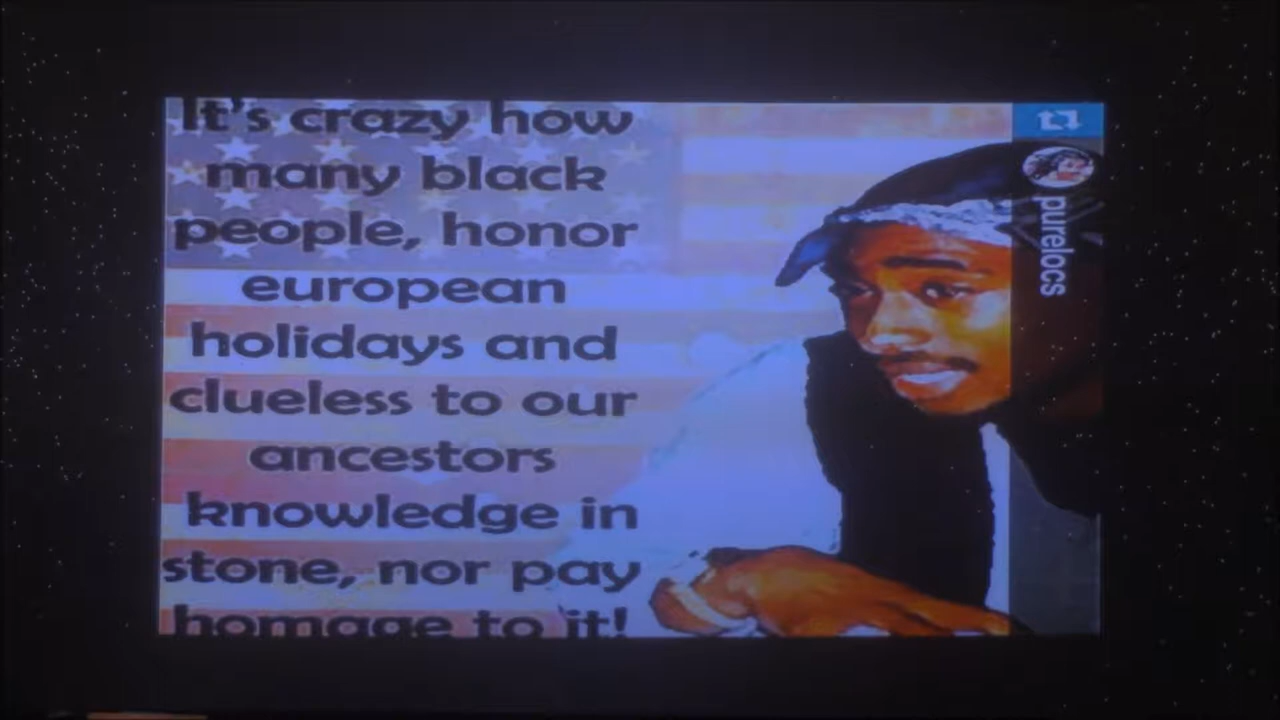 It's crazy how
many black
people, honor
european
holidays and
clueless to our
ancestors
knowledge in
stone, nor pay
homage to it!
purelocs